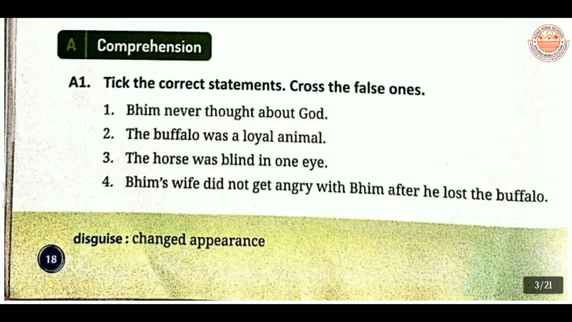 A Comprehension
A1. Tick the correct statements. Cross the false ones.
1. Bhim never thought about God.
2. The buffalo was a loyal animal.
3. The horse was blind in one eye.
4. Bhim's wife did not get angry with Bhim after he lost the buffalo.
disguise : changed appearance
18
3/21